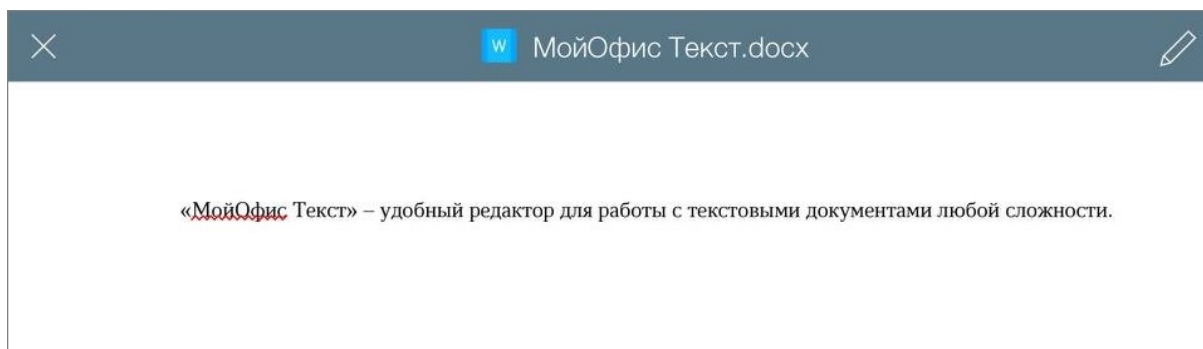 W МойОфис Текст.docx
«МойОфис Текст» – удобный редактор для работы с текстовыми документами любой сложности.